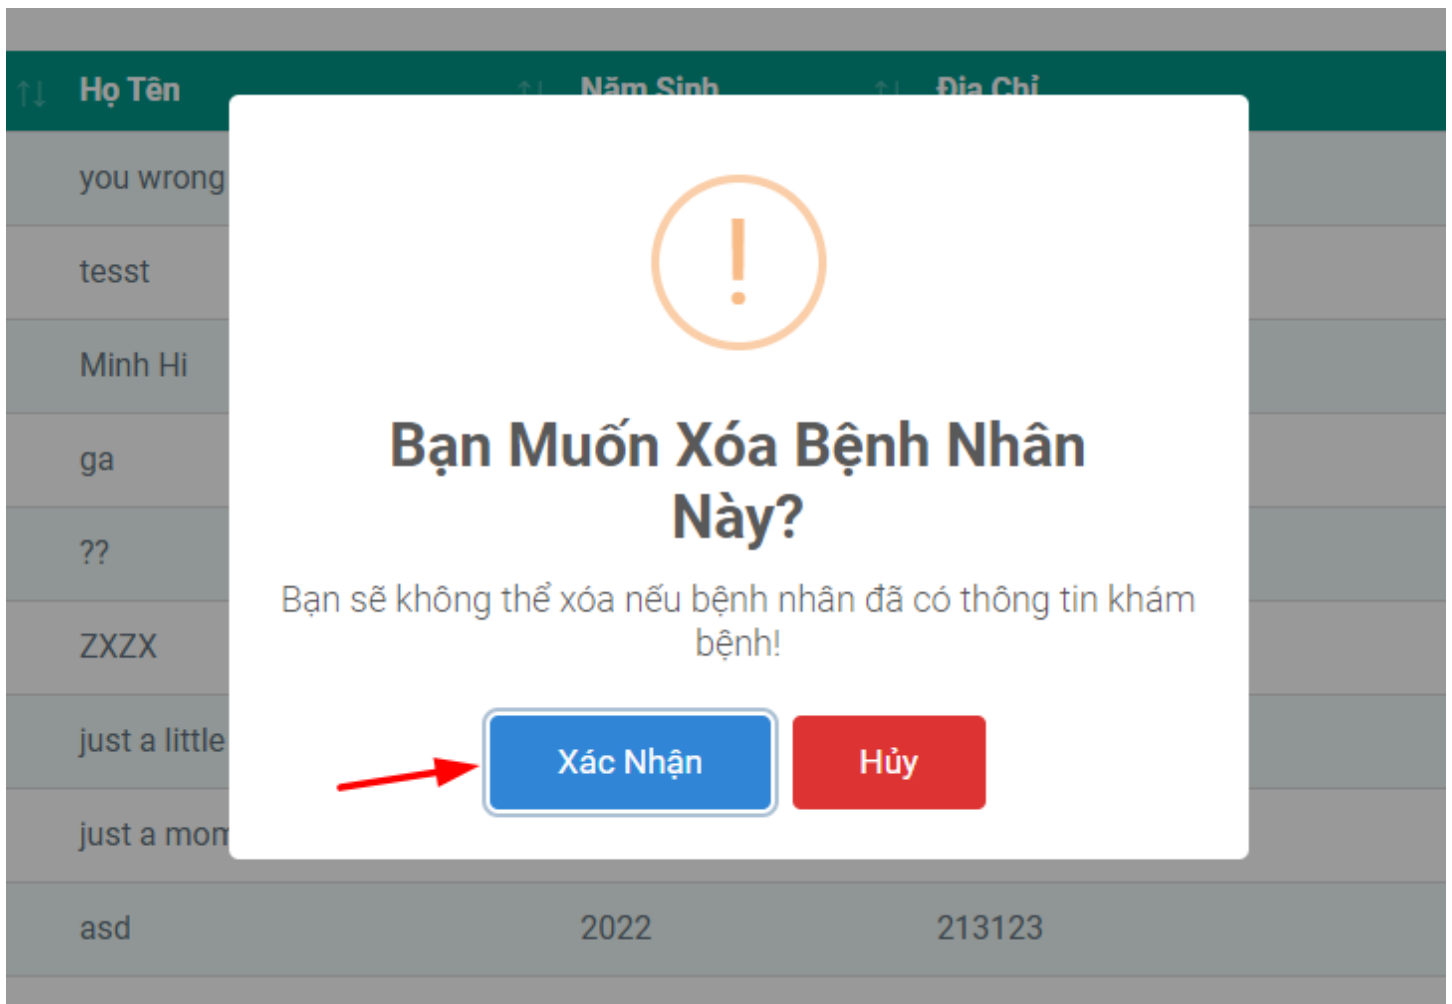 Họ Tên Năm Sinh Địa Chỉ
you wrong
tesst
Minh Hi
ga
??
ZXZX
just a little
just a mom
asd 2022 213123
!
Bạn Muốn Xóa Bệnh Nhân
Này?
Bạn sẽ không thể xóa nếu bệnh nhân đã có thông tin khám
bệnh!
Xác Nhận Hủy